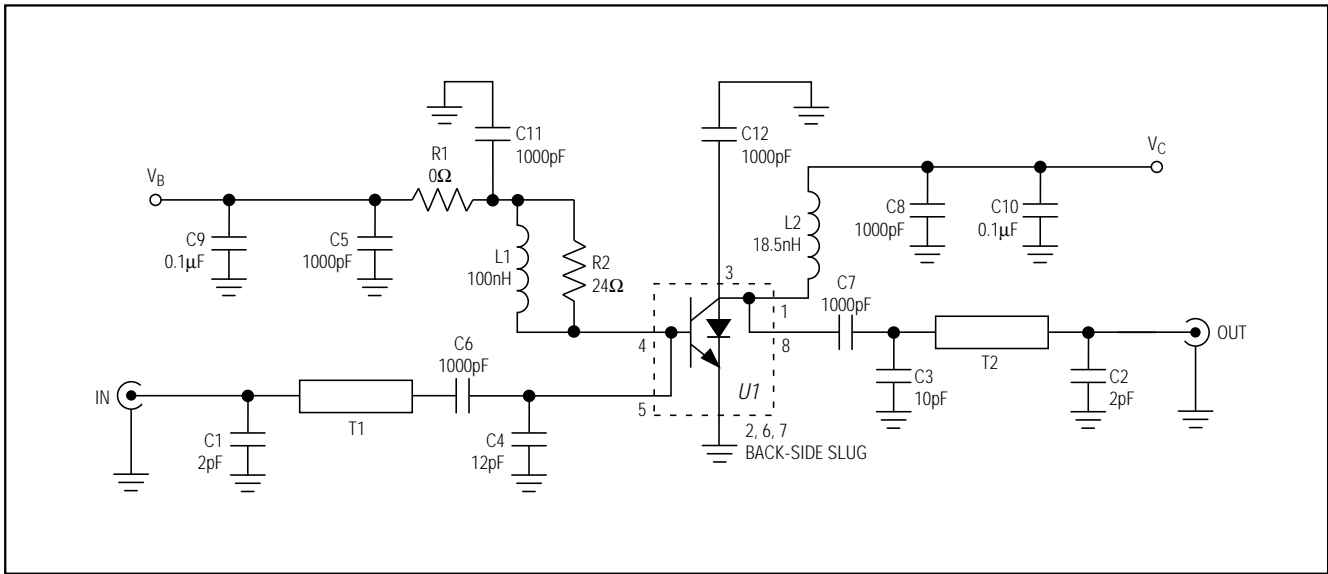 C11
1000pF
C12
1000pF
R1
0Ω
VB
VC
C9
0.1μF
C5
1000pF
L1
100nH
R2
24Ω
L2
18.5nH
C8
1000pF
C10
0.1μF
3
C7
1000pF
1
4
8
C6
1000pF
IN
T1
5
U1
C3
10pF
T2
C2
2pF
OUT
C1
2pF
C4
12pF
2, 6, 7
BACK-SIDE SLUG